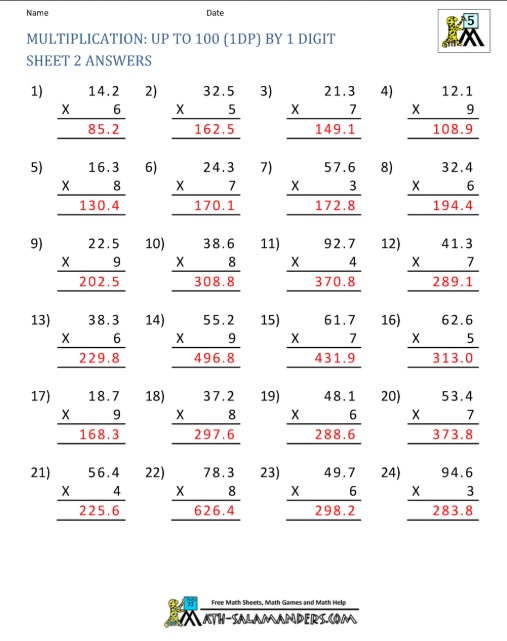 Name Date
5
MULTIPLICATION: UP TO 100 (1DP) BY 1 DIGIT
SHEET 2 ANSWERS
1) 14.2 2) 32.5 3) 21.3 4) 12.1
X 6 X 5 X 7 X 9
85.2 162.5 149.1 108.9
5) 16.3 6) 24.3 7) 57.6 8) 32.4
X 8 X 7 X 3 X 6
130.4 170.1 172.8 194.4
9) 22.5 10) 38.6 11) 92.7 12) 41.3
X 9 X 8 X 4 X 7
202.5 308.8 370.8 289.1
13) 38.3 14) 55.2 15) 61.7 16) 62.6
X 6 X 9 X 7 X 5
229.8 496.8 431.9 313.0
17) 18.7 18) 37.2 19) 48.1 20) 53.4
X 9 X 8 X 6 X 7
168.3 297.6 288.6 373.8
21) 56.4 22) 78.3 23) 49.7 24) 94.6
X 4 X 8 X 6 X 3
225.6 626.4 298.2 283.8
Free Math Sheets, Math Games and Math Help
MATH-SALAMANDERS.COM